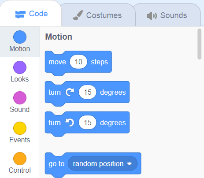 Code Costumes Sounds
Motion
Motion
move 10 steps
Looks
turn 15 degrees
Sound
turn 15 degrees
Events
go to random position
Control